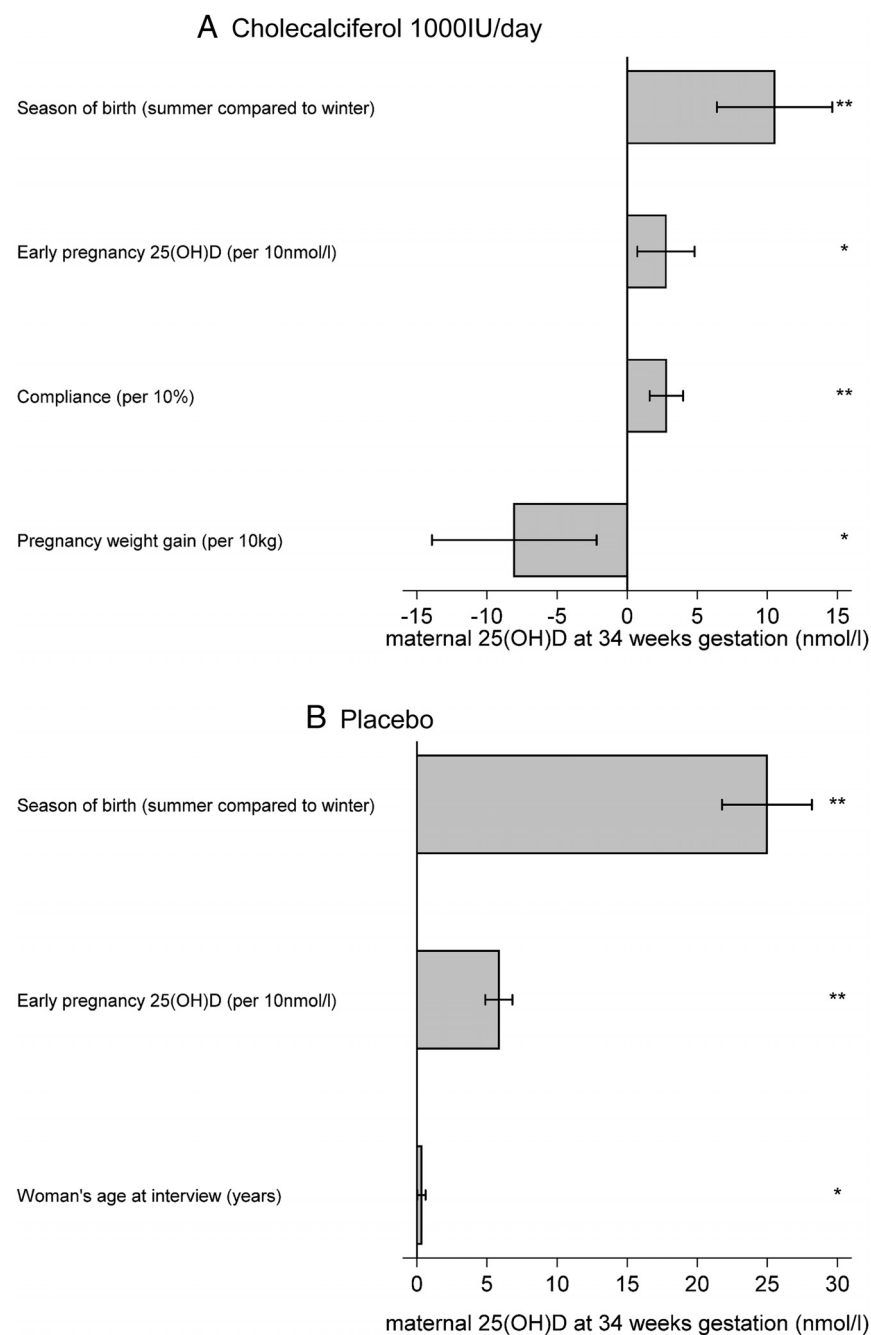 A Cholecalciferol 1000IU/day
Season of birth (summer compared to winter)
**
Early pregnancy 25(OH)D (per 10nmol/l)
*
Compliance (per 10%)
**
Pregnancy weight gain (per 10kg)
*
-15 -10 -5 0 5 10 15
maternal 25(OH)D at 34 weeks gestation (nmol/l)
B Placebo
Season of birth (summer compared to winter)
**
Early pregnancy 25(OH)D (per 10nmol/l)
**
Woman's age at interview (years)
*
0 5 10 15 20 25 30
maternal 25(OH)D at 34 weeks gestation (nmol/l)